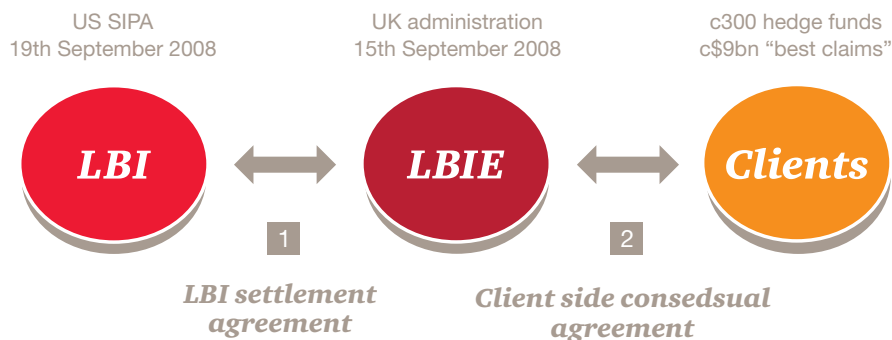 US SIPA
19th September 2008
UK administration
15th September 2008
c300 hedge funds
c$9bn “best claims”
LBI
LBIE
Clients
1
2
LBI settlement
agreement
Client side consedsual
agreement